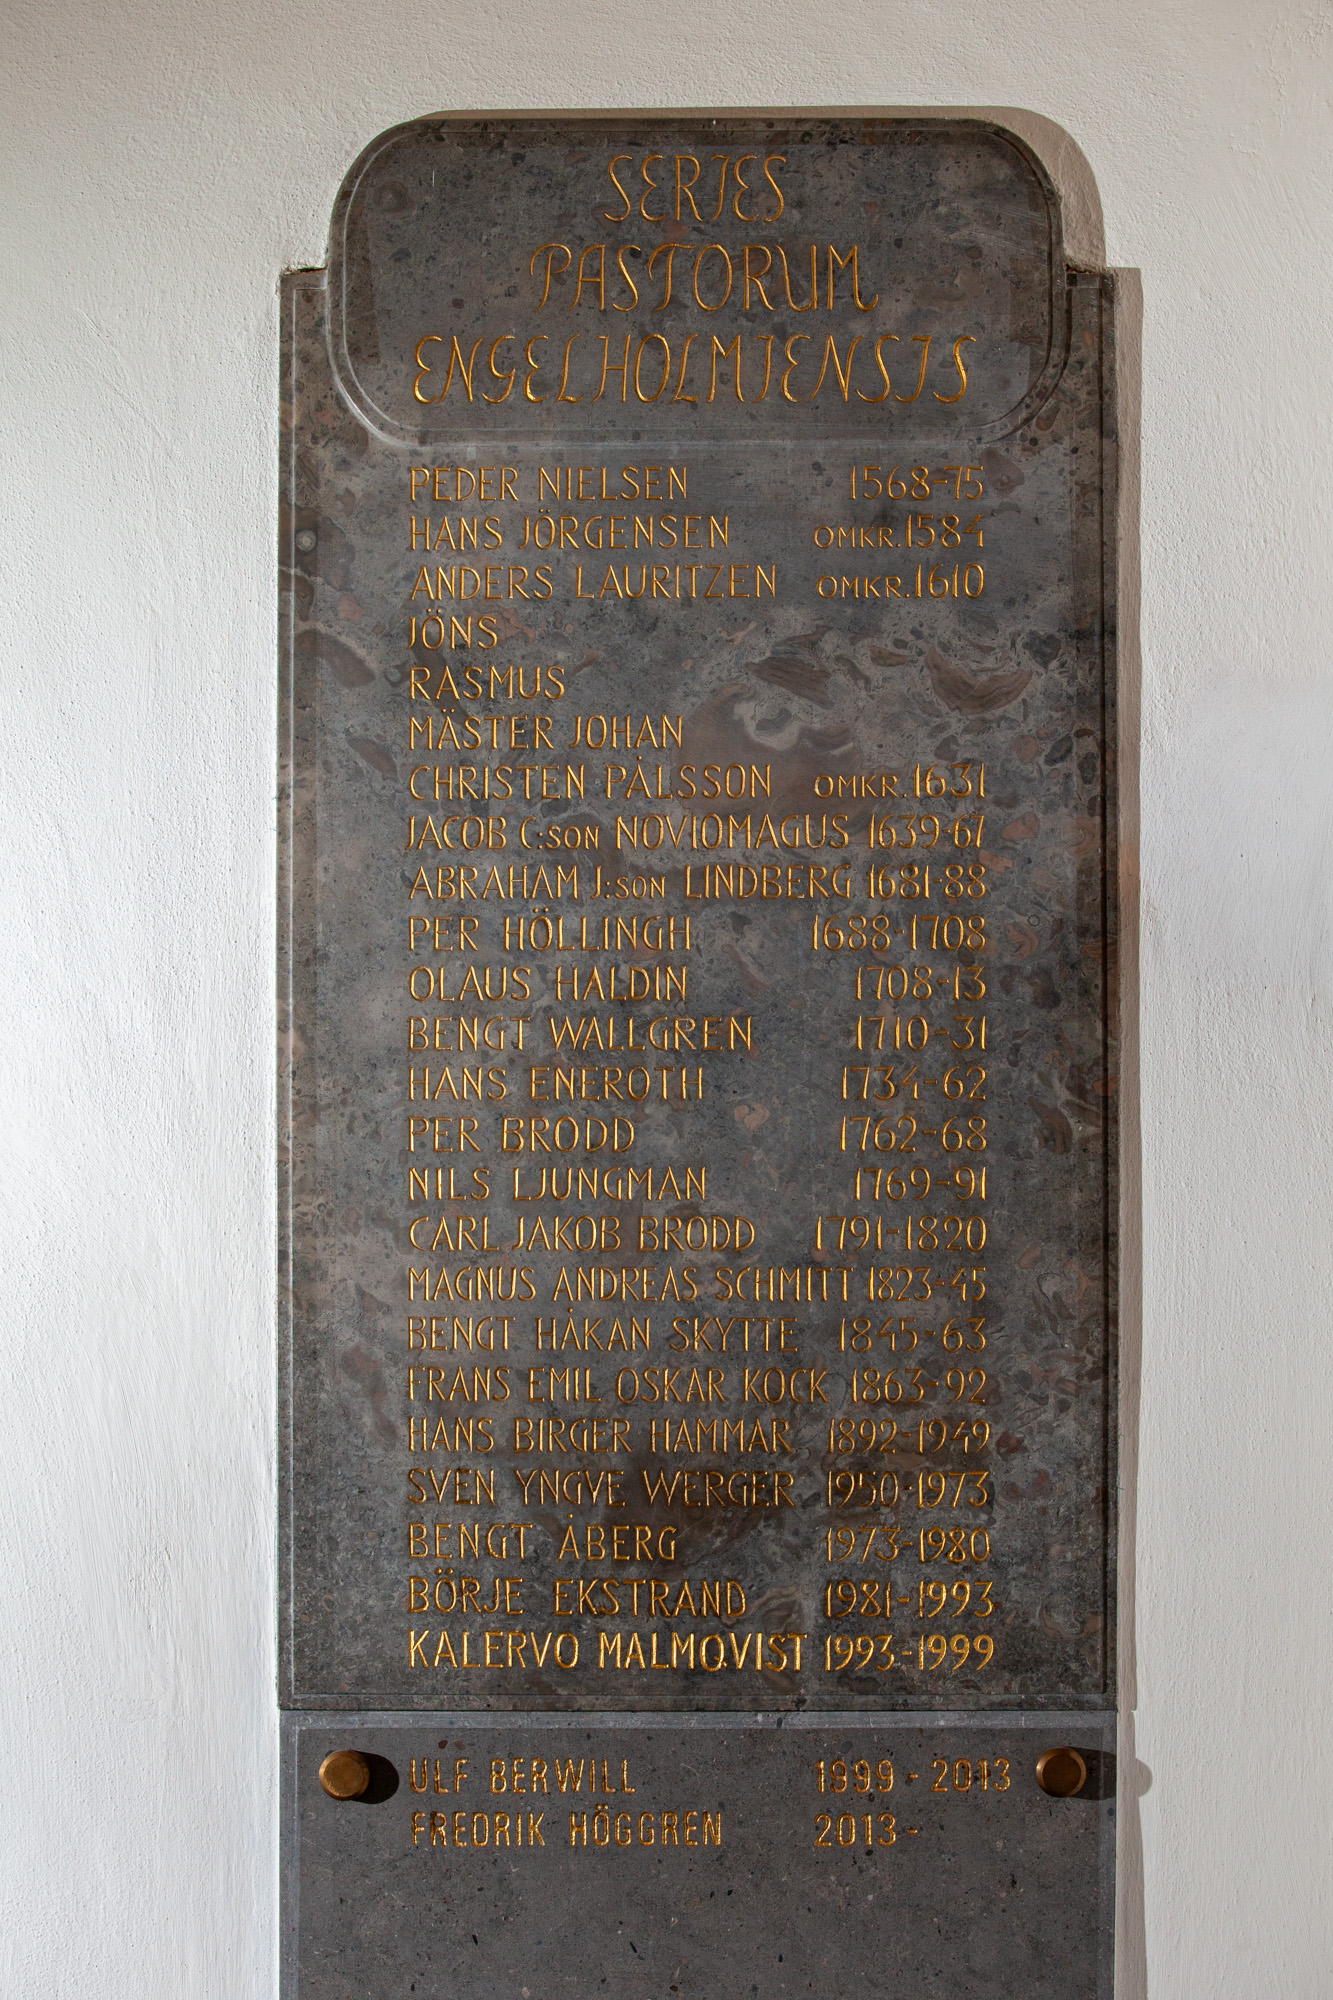 SERIES
PASTORUM
ENGELHOLMIENSIS
PEDER NIELSEN 1568-75
HANS JÖRGENSEN OMKR.1584
ANDERS LAURITZEN OMKR.1610
JÖNS
RASMUS
MÄSTER JOHAN
CHRISTEN PÅLSSON OMKR.1631
JACOB C:SON NOVIOMAGUS 1639-67
ABRAHAM J:SON LINDBERG 1681-88
PER HÖLLINGH 1688-1708
OLAUS HALDIN 1708-13
BENGT WALLGREN 1710-31
HANS ENEROTH 1734-62
PER BRODD 1762-68
NILS LJUNGMAN 1769-91
CARL JAKOB BRODD 1791-1820
MAGNUS ANDREAS SCHMITT 1823-45
BENGT HÅKAN SKYTTE 1845-63
FRANS EMIL OSKAR KOCK 1863-92
HANS BIRGER HAMMAR 1892-1949
SVEN YNGVE WERGER 1950-1973
BENGT ÅBERG 1973-1980
BÖRJE EKSTRAND 1981-1993
KALERVO MALMQVIST 1993-1999
ULF BERWILL 1999-2013
FREDRIK HÖGGREN 2013-